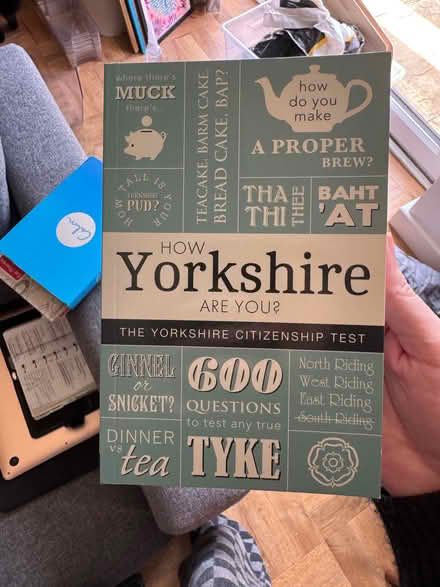 where there's
MUCK
there's...
TEACAKE, BARM CAKE,
BREAD CAKE, BAP?
how
do you
make
A PROPER
BREW?
HOW TALL IS YOUR
YORKSHIRE
PUD?
THA
THI
THEE
BAHT
'AT
HOW
Yorkshire
ARE YOU?
THE YORKSHIRE CITIZENSHIP TEST
GINNEL
or
SNICKET?
DINNER
vs
tea
600
QUESTIONS
to test any true
TYKE
North Riding
West Riding
East Riding
South Riding